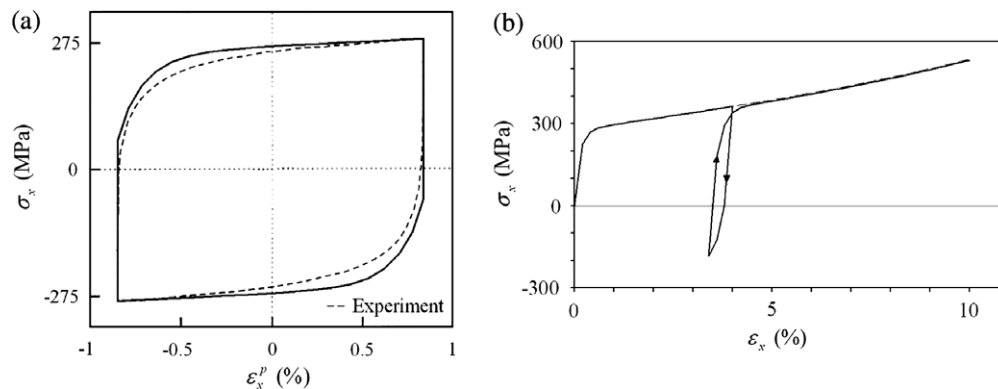 (a)
275
0
-275
σx (MPa)
-- Experiment
-1 -0.5 0 0.5 1
εx^p (%)
(b)
600
300
0
-300
σx (MPa)
0 5 10
εx (%)